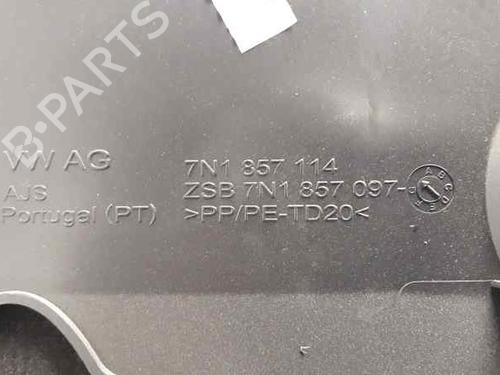 B-PARTS
VW AG
AJS
Portugal (PT)
7N1 857 114
ZSB 7N1 857 097-
>PP/PE-TD20<